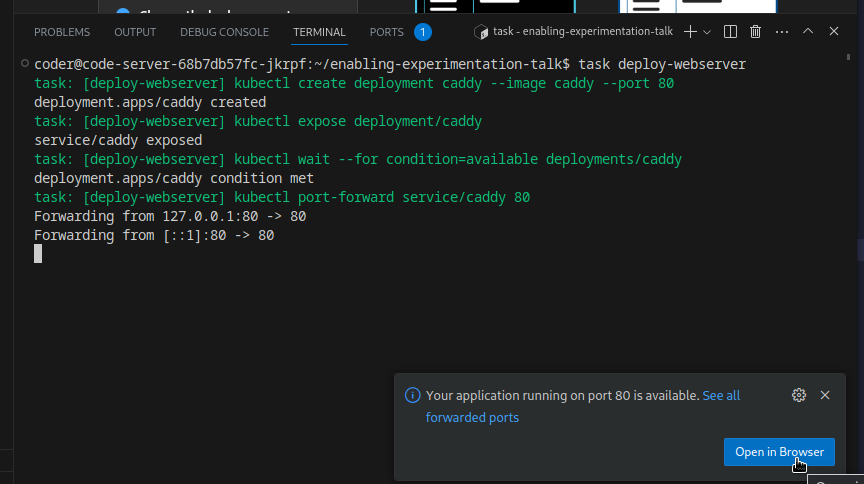 PROBLEMS OUTPUT DEBUG CONSOLE TERMINAL PORTS 1 task - enabling-experimentation-talk
coder@code-server-68b7db57fc-jkrpf:~/enabling-experimentation-talk$ task deploy-webserver
task: [deploy-webserver] kubectl create deployment caddy --image caddy --port 80
deployment.apps/caddy created
task: [deploy-webserver] kubectl expose deployment/caddy
service/caddy exposed
task: [deploy-webserver] kubectl wait --for condition=available deployments/caddy
deployment.apps/caddy condition met
task: [deploy-webserver] kubectl port-forward service/caddy 80
Forwarding from 127.0.0.1:80 -> 80
Forwarding from [::1]:80 -> 80
Your application running on port 80 is available. See all
forwarded ports
Open in Browser